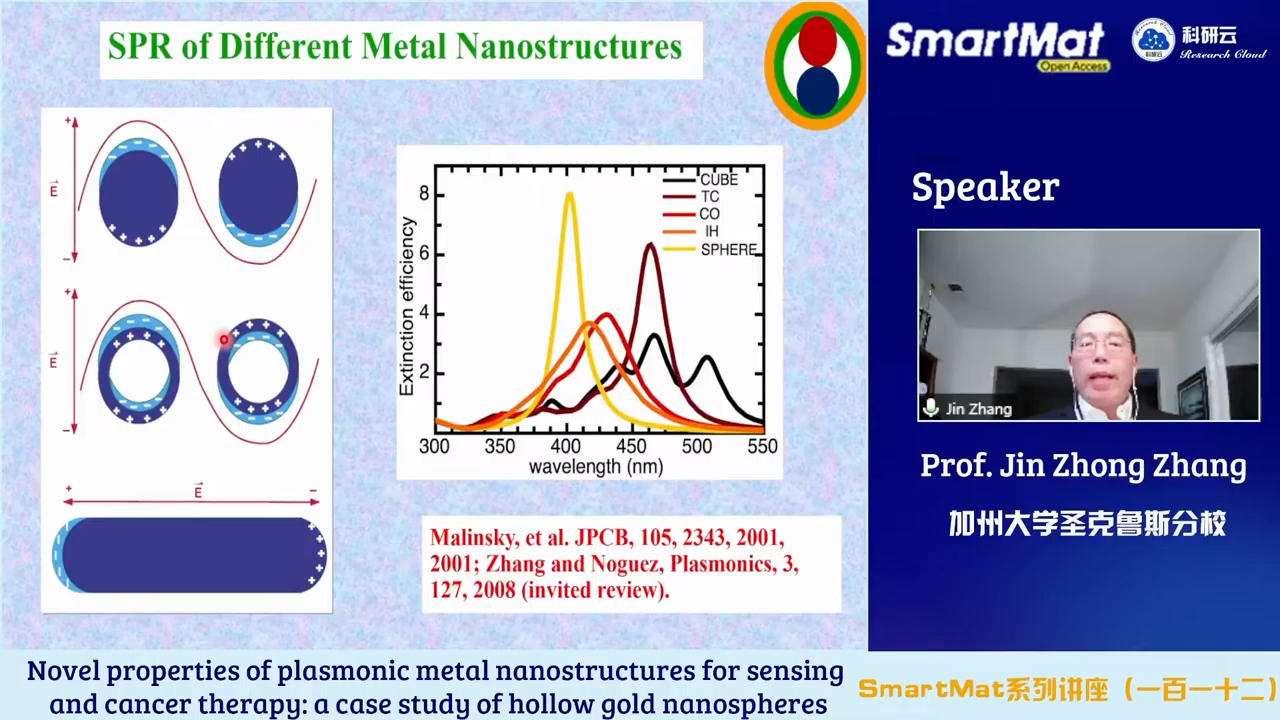 SPR of Different Metal Nanostructures
+
E
−
+
E
−
+ E −
Extinction efficiency
8
6
4
2
CUBE
TC
CO
IH
SPHERE
300 350 400 450 500 550
wavelength (nm)
Malinsky, et al. JPCB, 105, 2343, 2001,
2001; Zhang and Noguez, Plasmonics, 3,
127, 2008 (invited review).
SmartMat
Open Access
科研云
科研云
Research Cloud
Speaker
Jin Zhang
Prof. Jin Zhong Zhang
加州大学圣克鲁斯分校
Novel properties of plasmonic metal nanostructures for sensing
and cancer therapy: a case study of hollow gold nanospheres
SmartMat系列讲座（一百一十二）